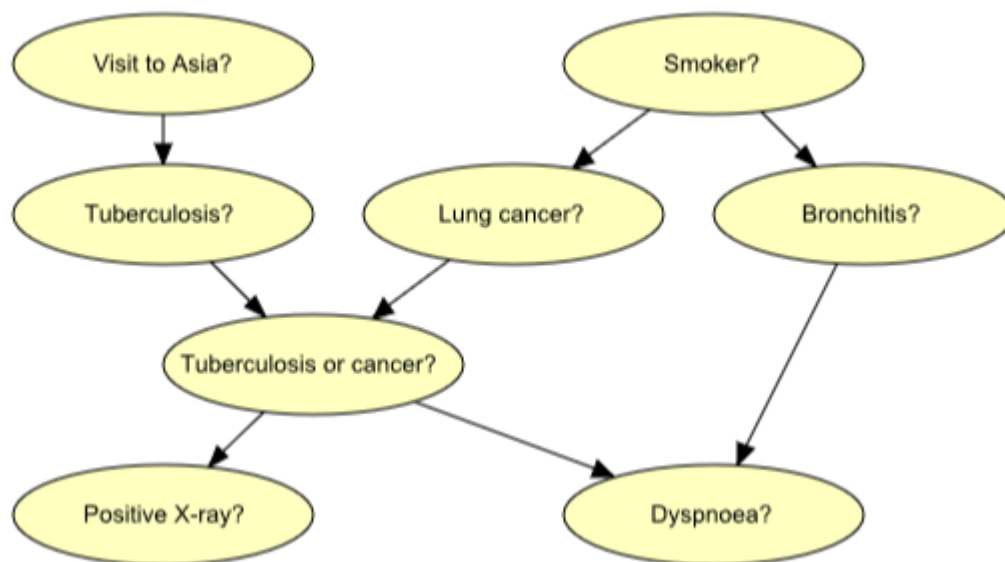 Visit to Asia?
Smoker?
Tuberculosis?
Lung cancer?
Bronchitis?
Tuberculosis or cancer?
Positive X-ray?
Dyspnoea?